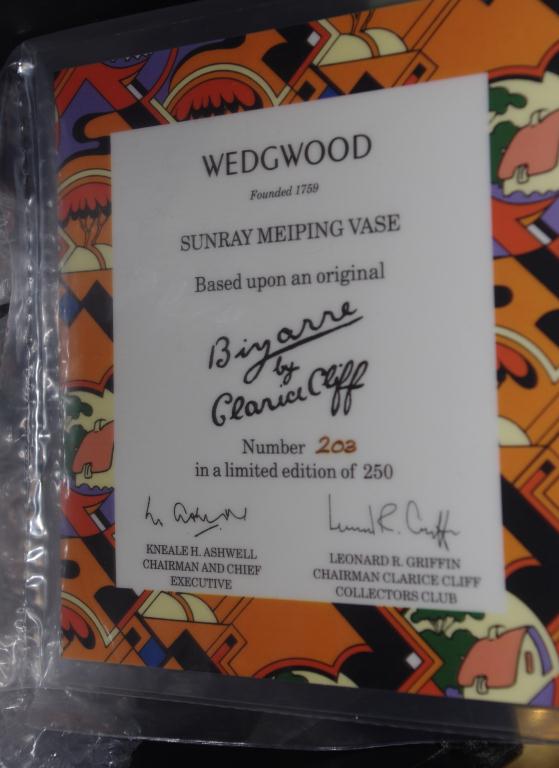 WEDGWOOD
Founded 1759
SUNRAY MEIPING VASE
Based upon an original
Bizarre
by
Clarice Cliff
Number 203
in a limited edition of 250
KNEALE H. ASHWELL
CHAIRMAN AND CHIEF
EXECUTIVE
LEONARD R. GRIFFIN
CHAIRMAN CLARICE CLIFF
COLLECTORS CLUB